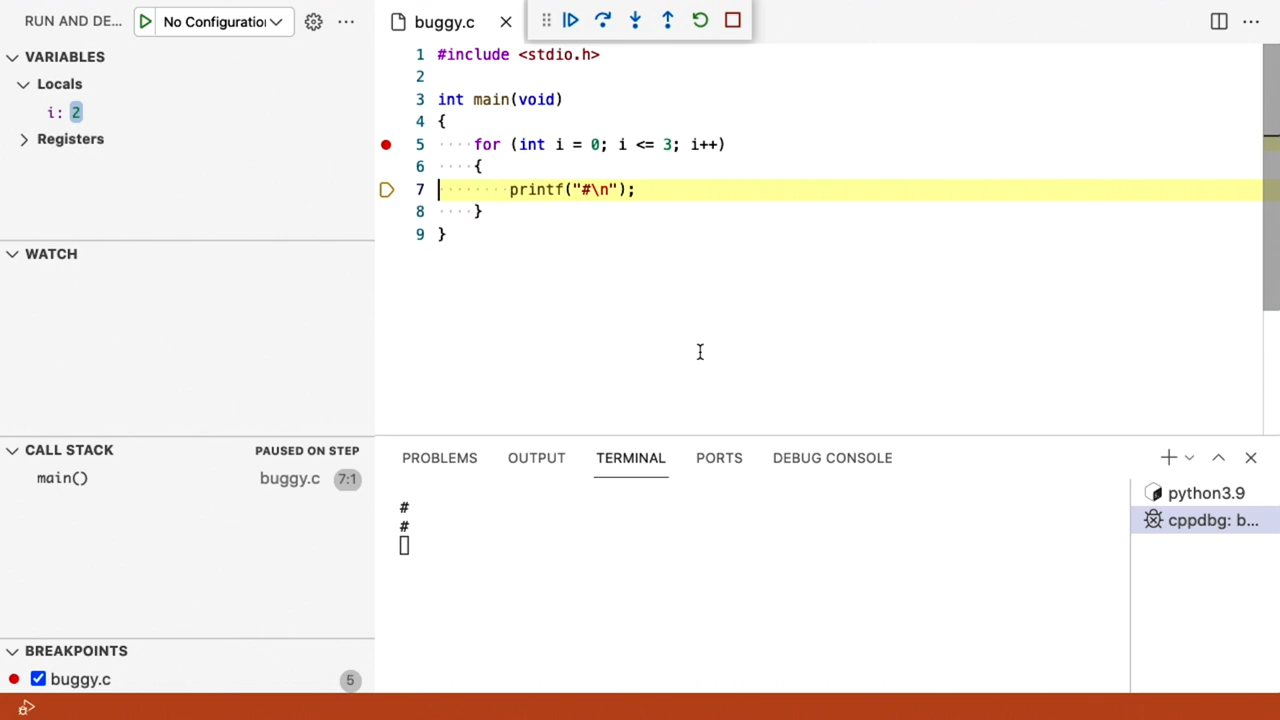 RUN AND DE... No Configuration ...
VARIABLES
Locals
i: 2
Registers
WATCH
CALL STACK PAUSED ON STEP
main() buggy.c 7:1
BREAKPOINTS
buggy.c 5
buggy.c
1 #include <stdio.h>
2
3 int main(void)
4 {
5 ····for (int i = 0; i <= 3; i++)
6 ····{
7 ········printf("#\n");
8 ····}
9 }
PROBLEMS OUTPUT TERMINAL PORTS DEBUG CONSOLE
#
#
python3.9
cppdbg: b...